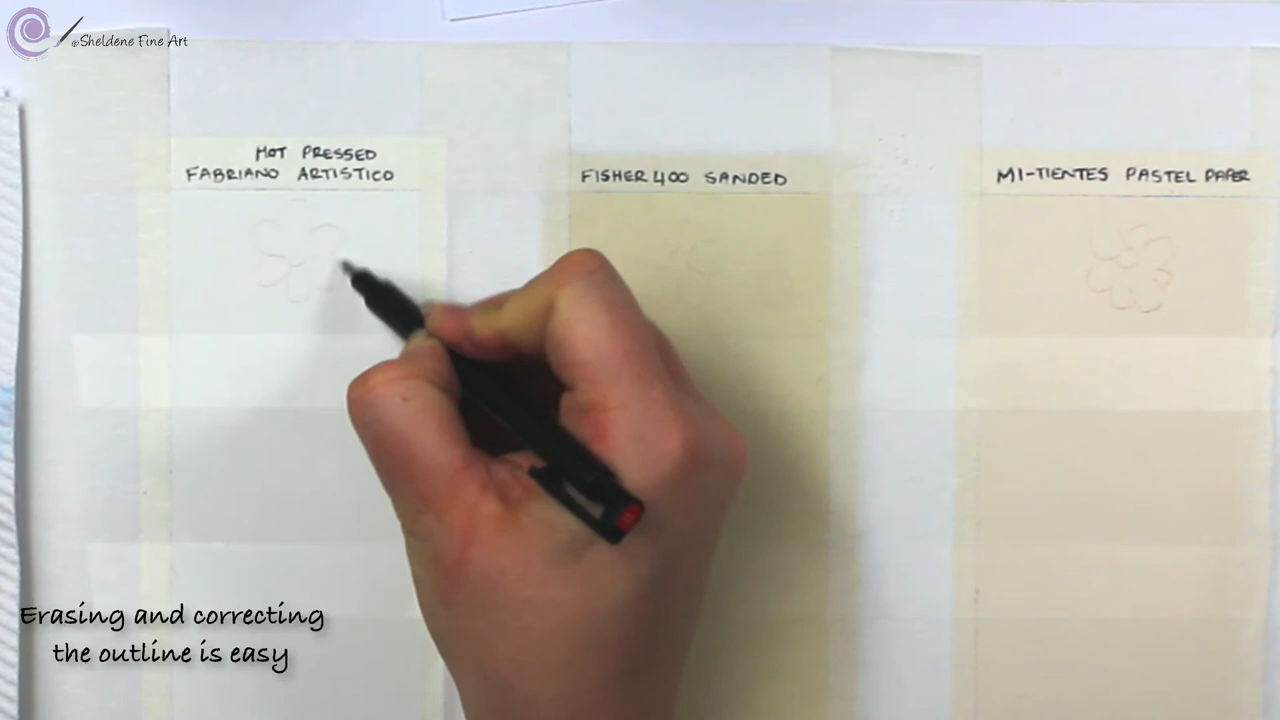 @Sheldene Fine Art
HOT PRESSED
FABRIANO ARTISTICO
FISHER 400 SANDED
MI-TIENTES PASTEL PAPER
Erasing and correcting
the outline is easy